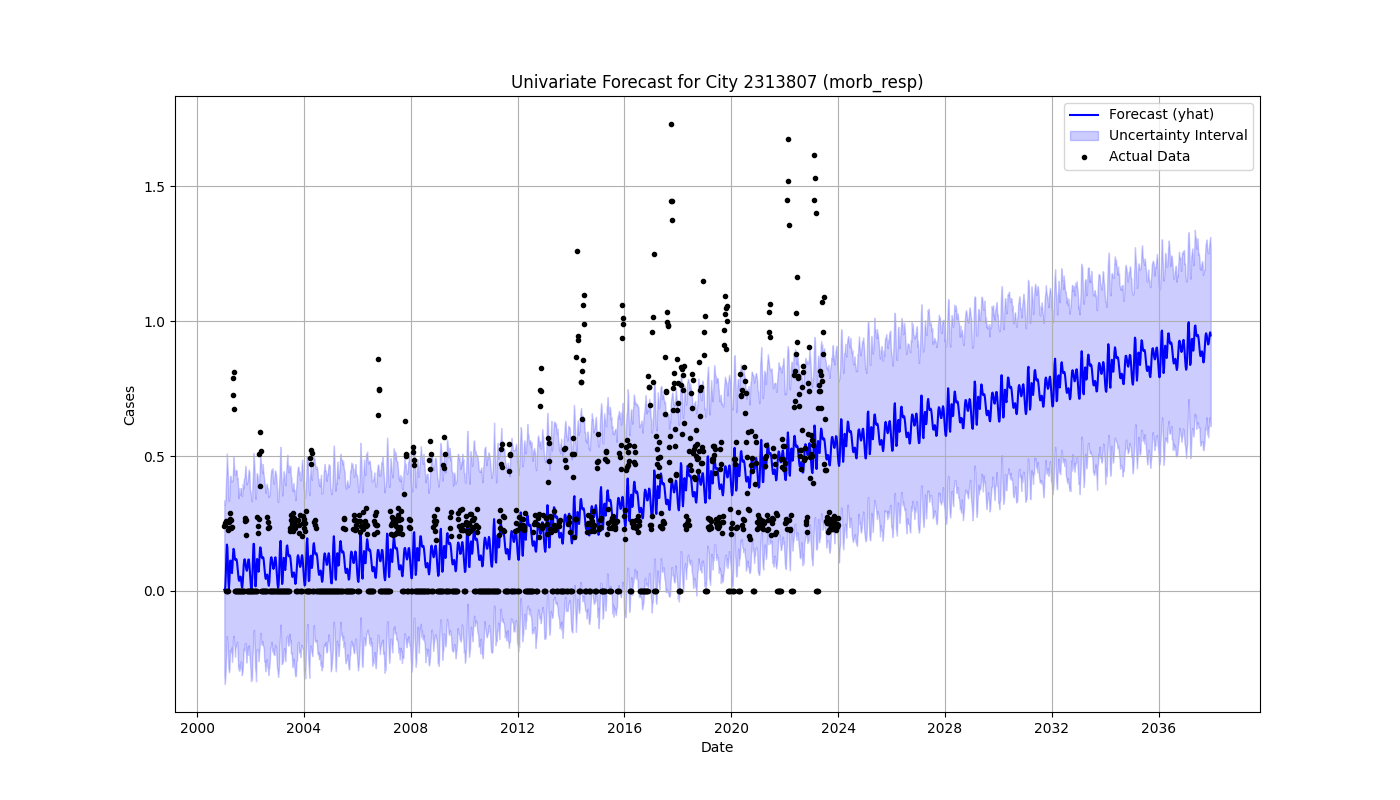 Univariate Forecast for City 2313807 (morb_resp)
Forecast (yhat)
Uncertainty Interval
Actual Data
Cases
1.5
1.0
0.5
0.0
2000 2004 2008 2012 2016 2020 2024 2028 2032 2036
Date